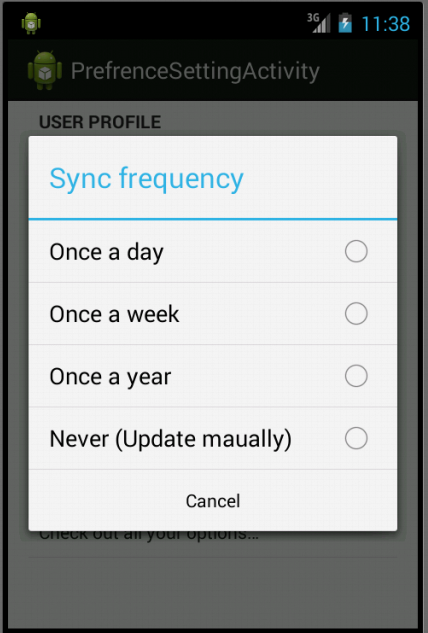 3G 11:38
PrefrenceSettingActivity
USER PROFILE
Sync frequency
Once a day
Once a week
Once a year
Never (Update maually)
Cancel
Check out all your options...